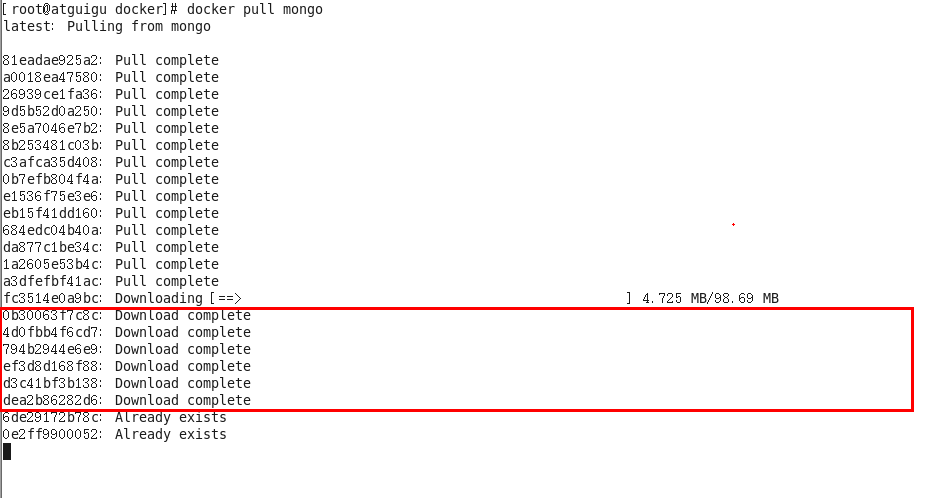 [root@atguigu docker]# docker pull mongo
latest: Pulling from mongo
81eadae925a2: Pull complete
a0018ea47580: Pull complete
26939ce1fa36: Pull complete
9d5b52d0a250: Pull complete
8e5a7046e7b2: Pull complete
8b253481c03b: Pull complete
c3afca35d408: Pull complete
0b7efb804f4a: Pull complete
e1536f75e3e6: Pull complete
eb15f41dd160: Pull complete
684edc04b40a: Pull complete
da877c1be34c: Pull complete
1a2605e53b4c: Pull complete
a3dfefbf41ac: Pull complete
fc3514e0a9bc: Downloading [==> ] 4.725 MB/98.69 MB
0b30063f7c8c: Download complete
4d0fbb4f6cd7: Download complete
794b2944e6e9: Download complete
ef3d8d168f88: Download complete
d3c41bf3b138: Download complete
dea2b86282d6: Download complete
6de29172b78c: Already exists
0e2ff9900052: Already exists